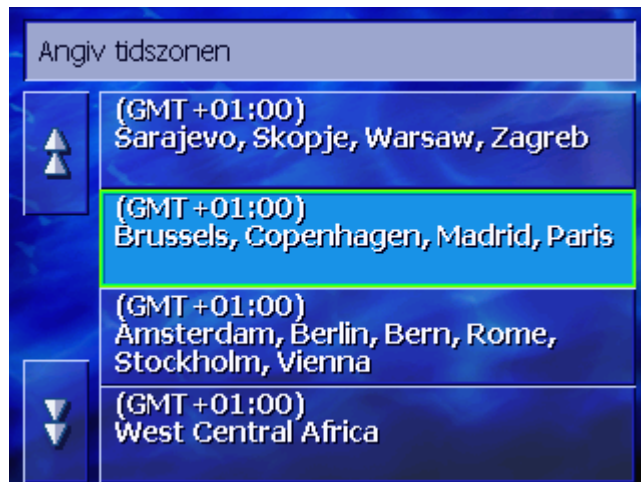 Angiv tidszonen
(GMT+01:00)
Sarajevo, Skopje, Warsaw, Zagreb
(GMT+01:00)
Brussels, Copenhagen, Madrid, Paris
(GMT+01:00)
Amsterdam, Berlin, Bern, Rome,
Stockholm, Vienna
(GMT+01:00)
West Central Africa